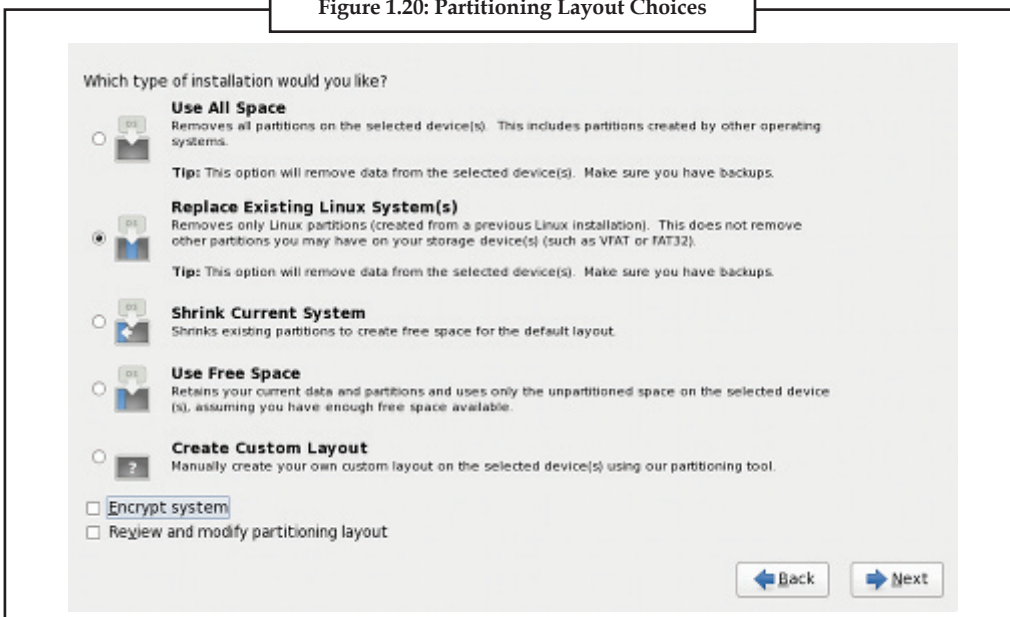 Figure 1.20: Partitioning Layout Choices
Which type of installation would you like?
Use All Space
Removes all partitions on the selected device(s). This includes partitions created by other operating
systems.
Tip: This option will remove data from the selected device(s). Make sure you have backups.
Replace Existing Linux System(s)
Removes only Linux partitions (created from a previous Linux installation). This does not remove
other partitions you may have on your storage device(s) (such as VFAT or FAT32).
Tip: This option will remove data from the selected device(s). Make sure you have backups.
Shrink Current System
Shrinks existing partitions to create free space for the default layout.
Use Free Space
Retains your current data and partitions and uses only the unpartitioned space on the selected device
(s), assuming you have enough free space available.
Create Custom Layout
Manually create your own custom layout on the selected device(s) using our partitioning tool.
Encrypt system
Review and modify partitioning layout
Back
Next